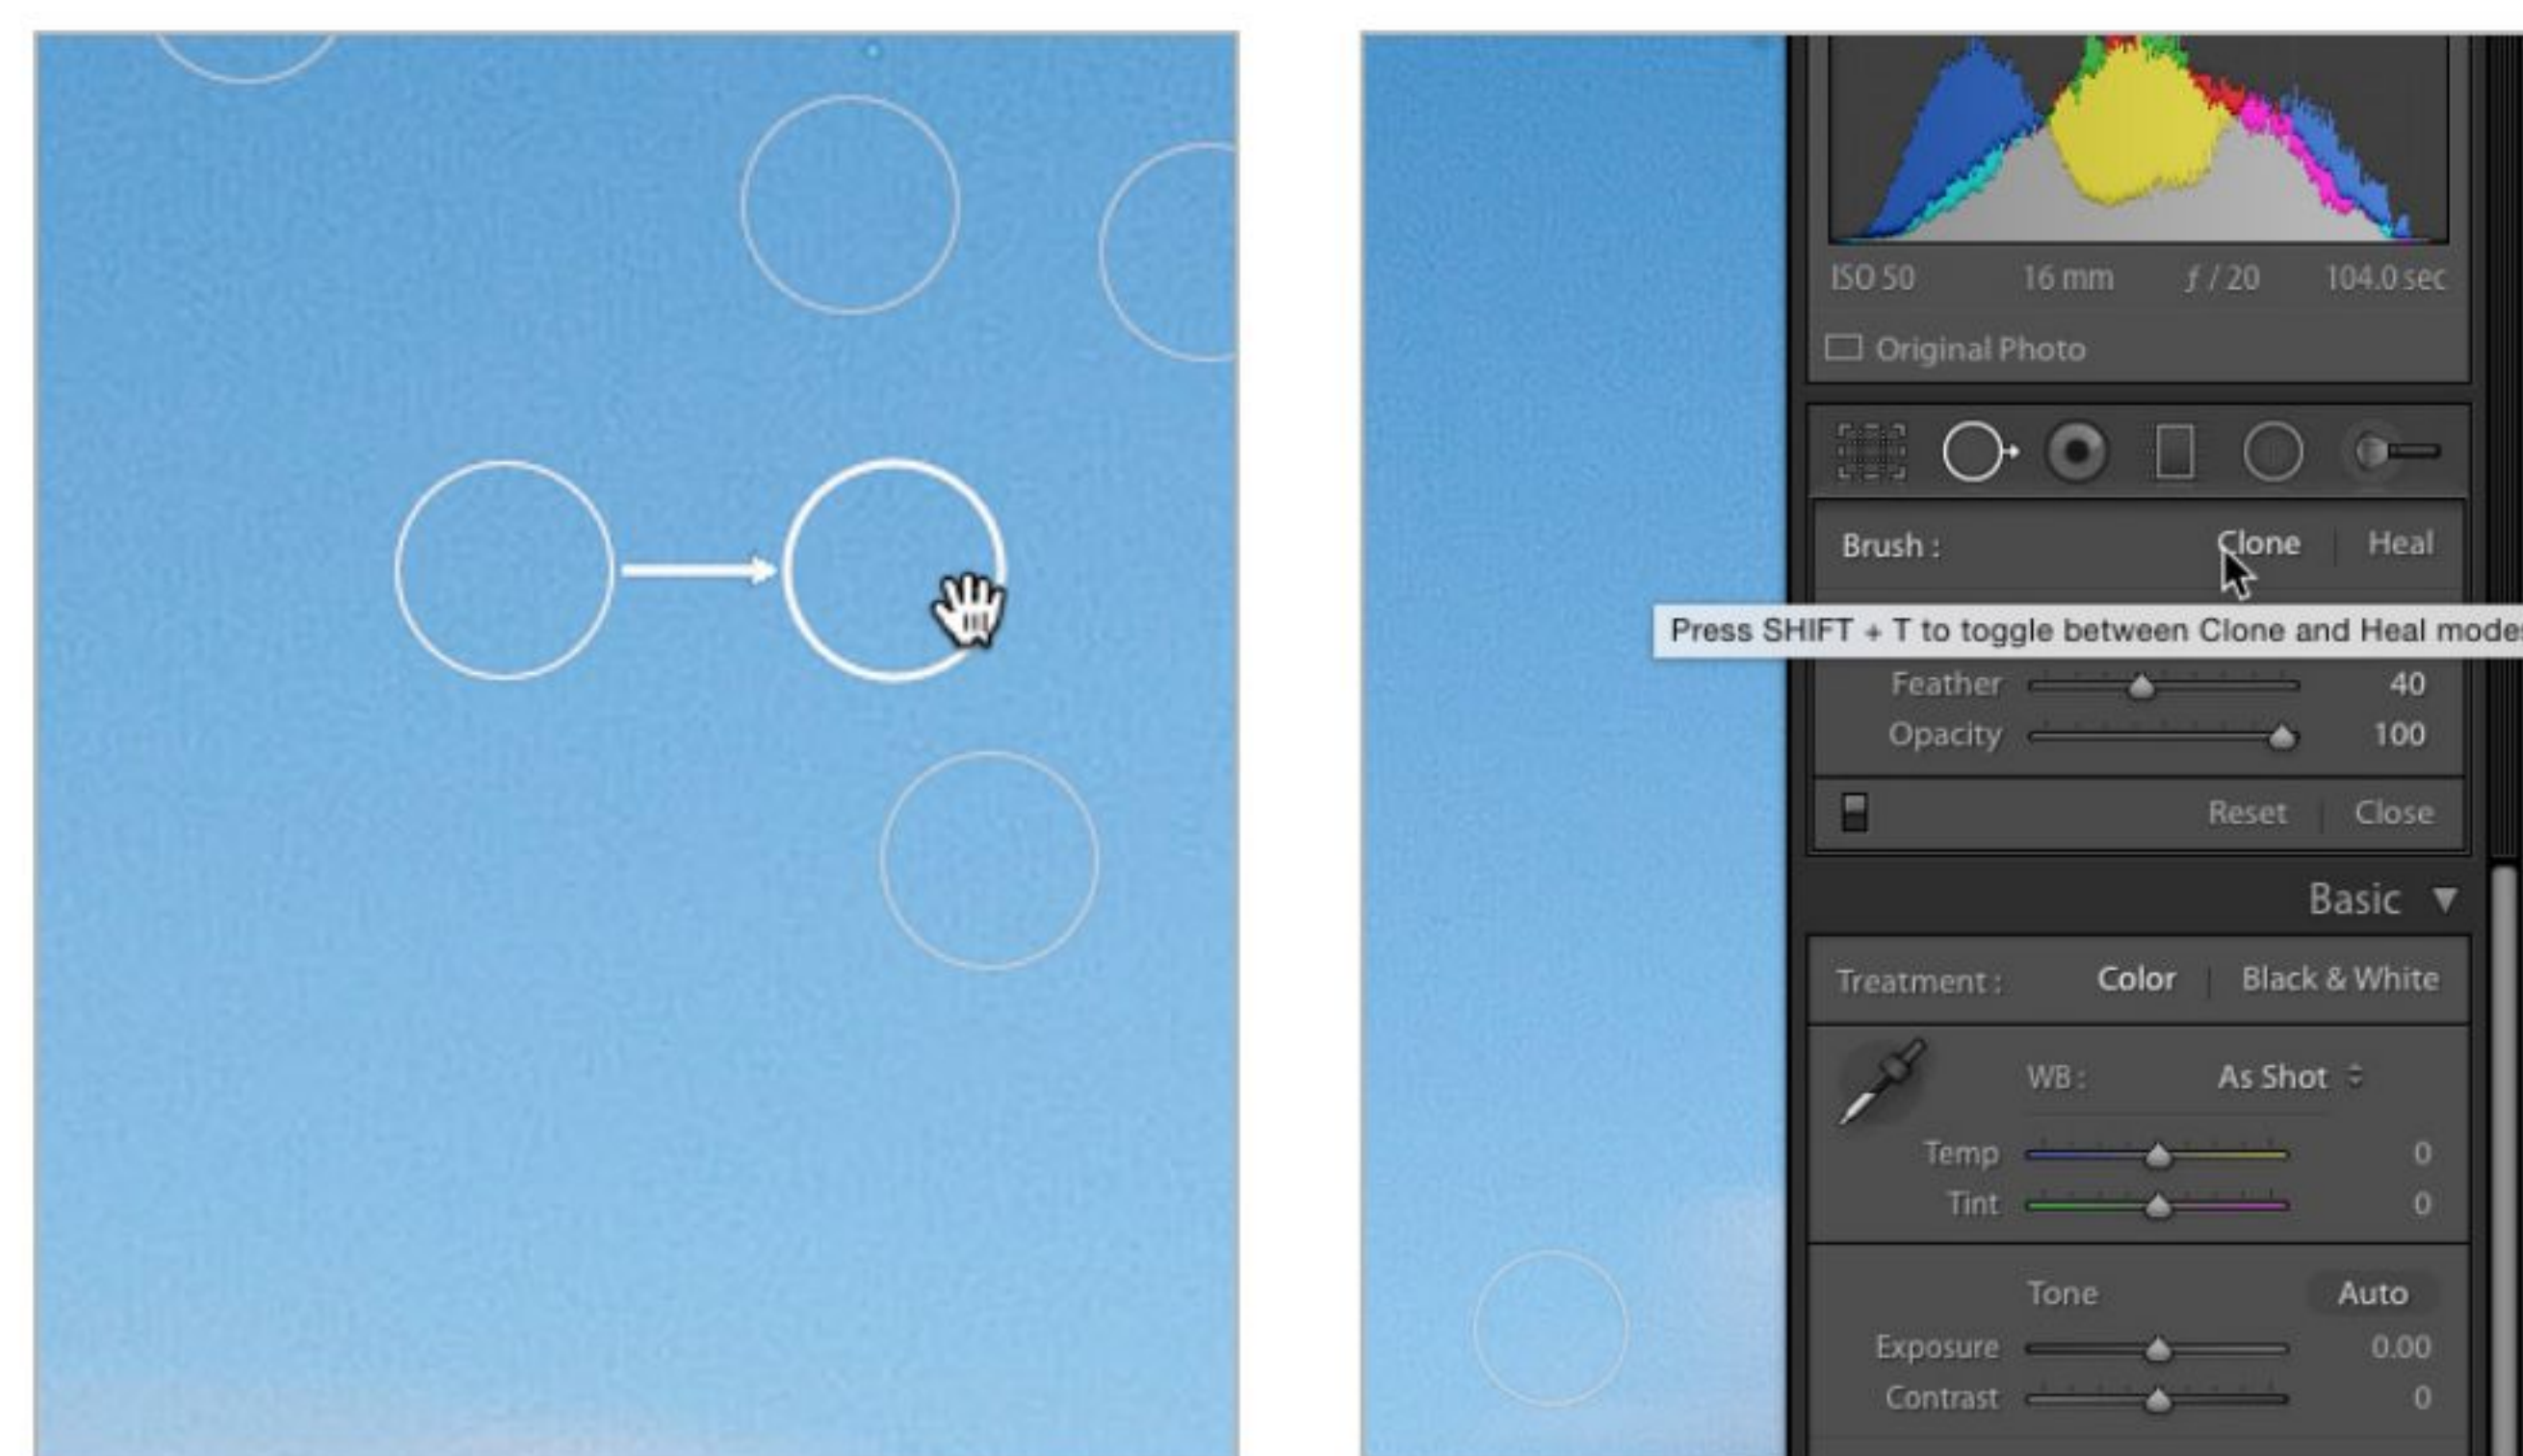 ISO 50 16 mm ƒ / 20 104.0 sec
Original Photo
Brush : Clone Heal
Press SHIFT + T to toggle between Clone and Heal modes
Feather 40
Opacity 100
Reset Close
Basic
Treatment : Color Black & White
WB : As Shot
Temp 0
Tint 0
Tone Auto
Exposure 0.00
Contrast 0